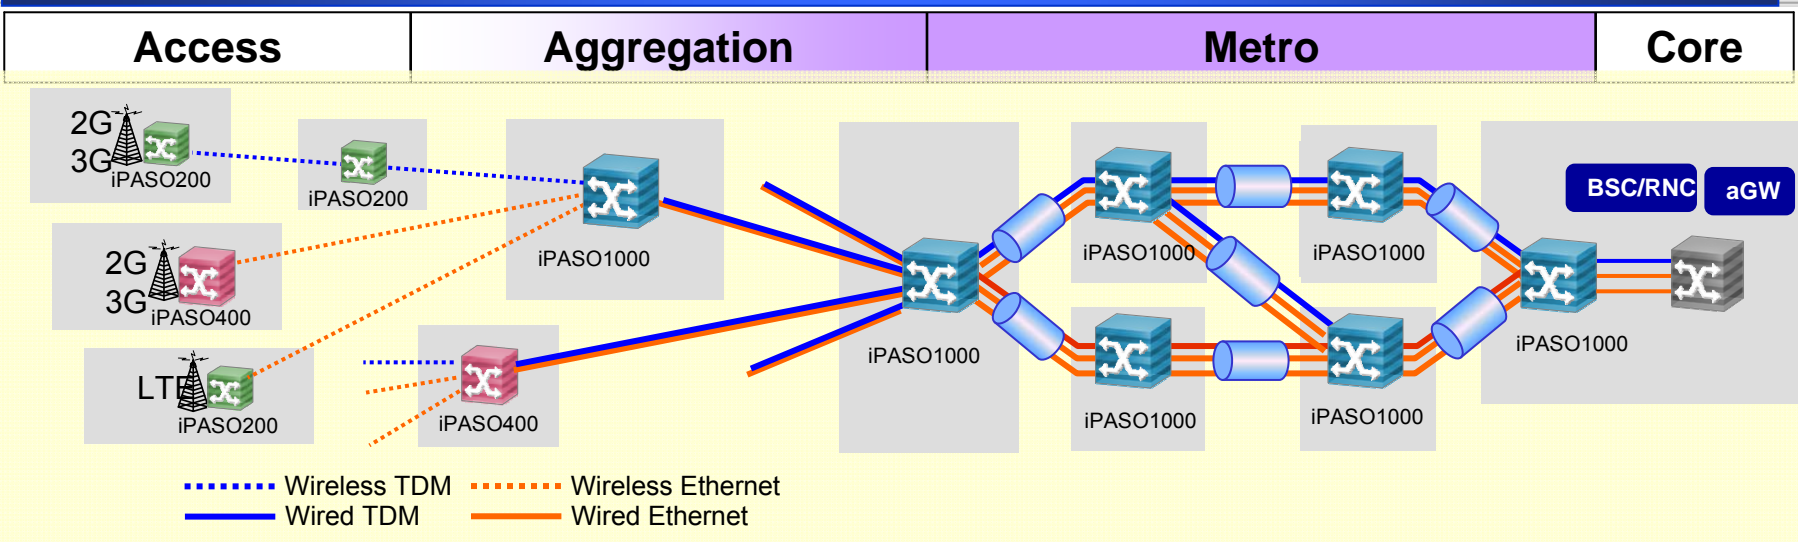 Access Aggregation Metro Core
2G
3G
iPASO200
iPASO200
iPASO1000
BSC/RNC aGW
iPASO1000
iPASO1000
2G
3G
iPASO400
iPASO1000
iPASO1000
LTE
iPASO200
iPASO400
iPASO1000
iPASO1000
Wireless TDM Wireless Ethernet
Wired TDM Wired Ethernet